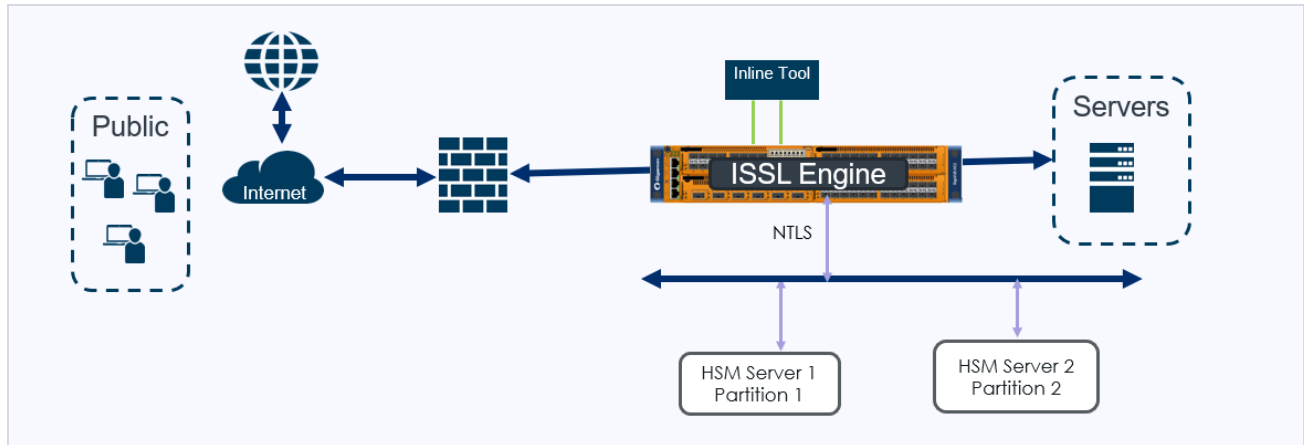 Public
Internet
Inline Tool
ISSL Engine
Servers
NTLS
HSM Server 1
Partition 1
HSM Server 2
Partition 2